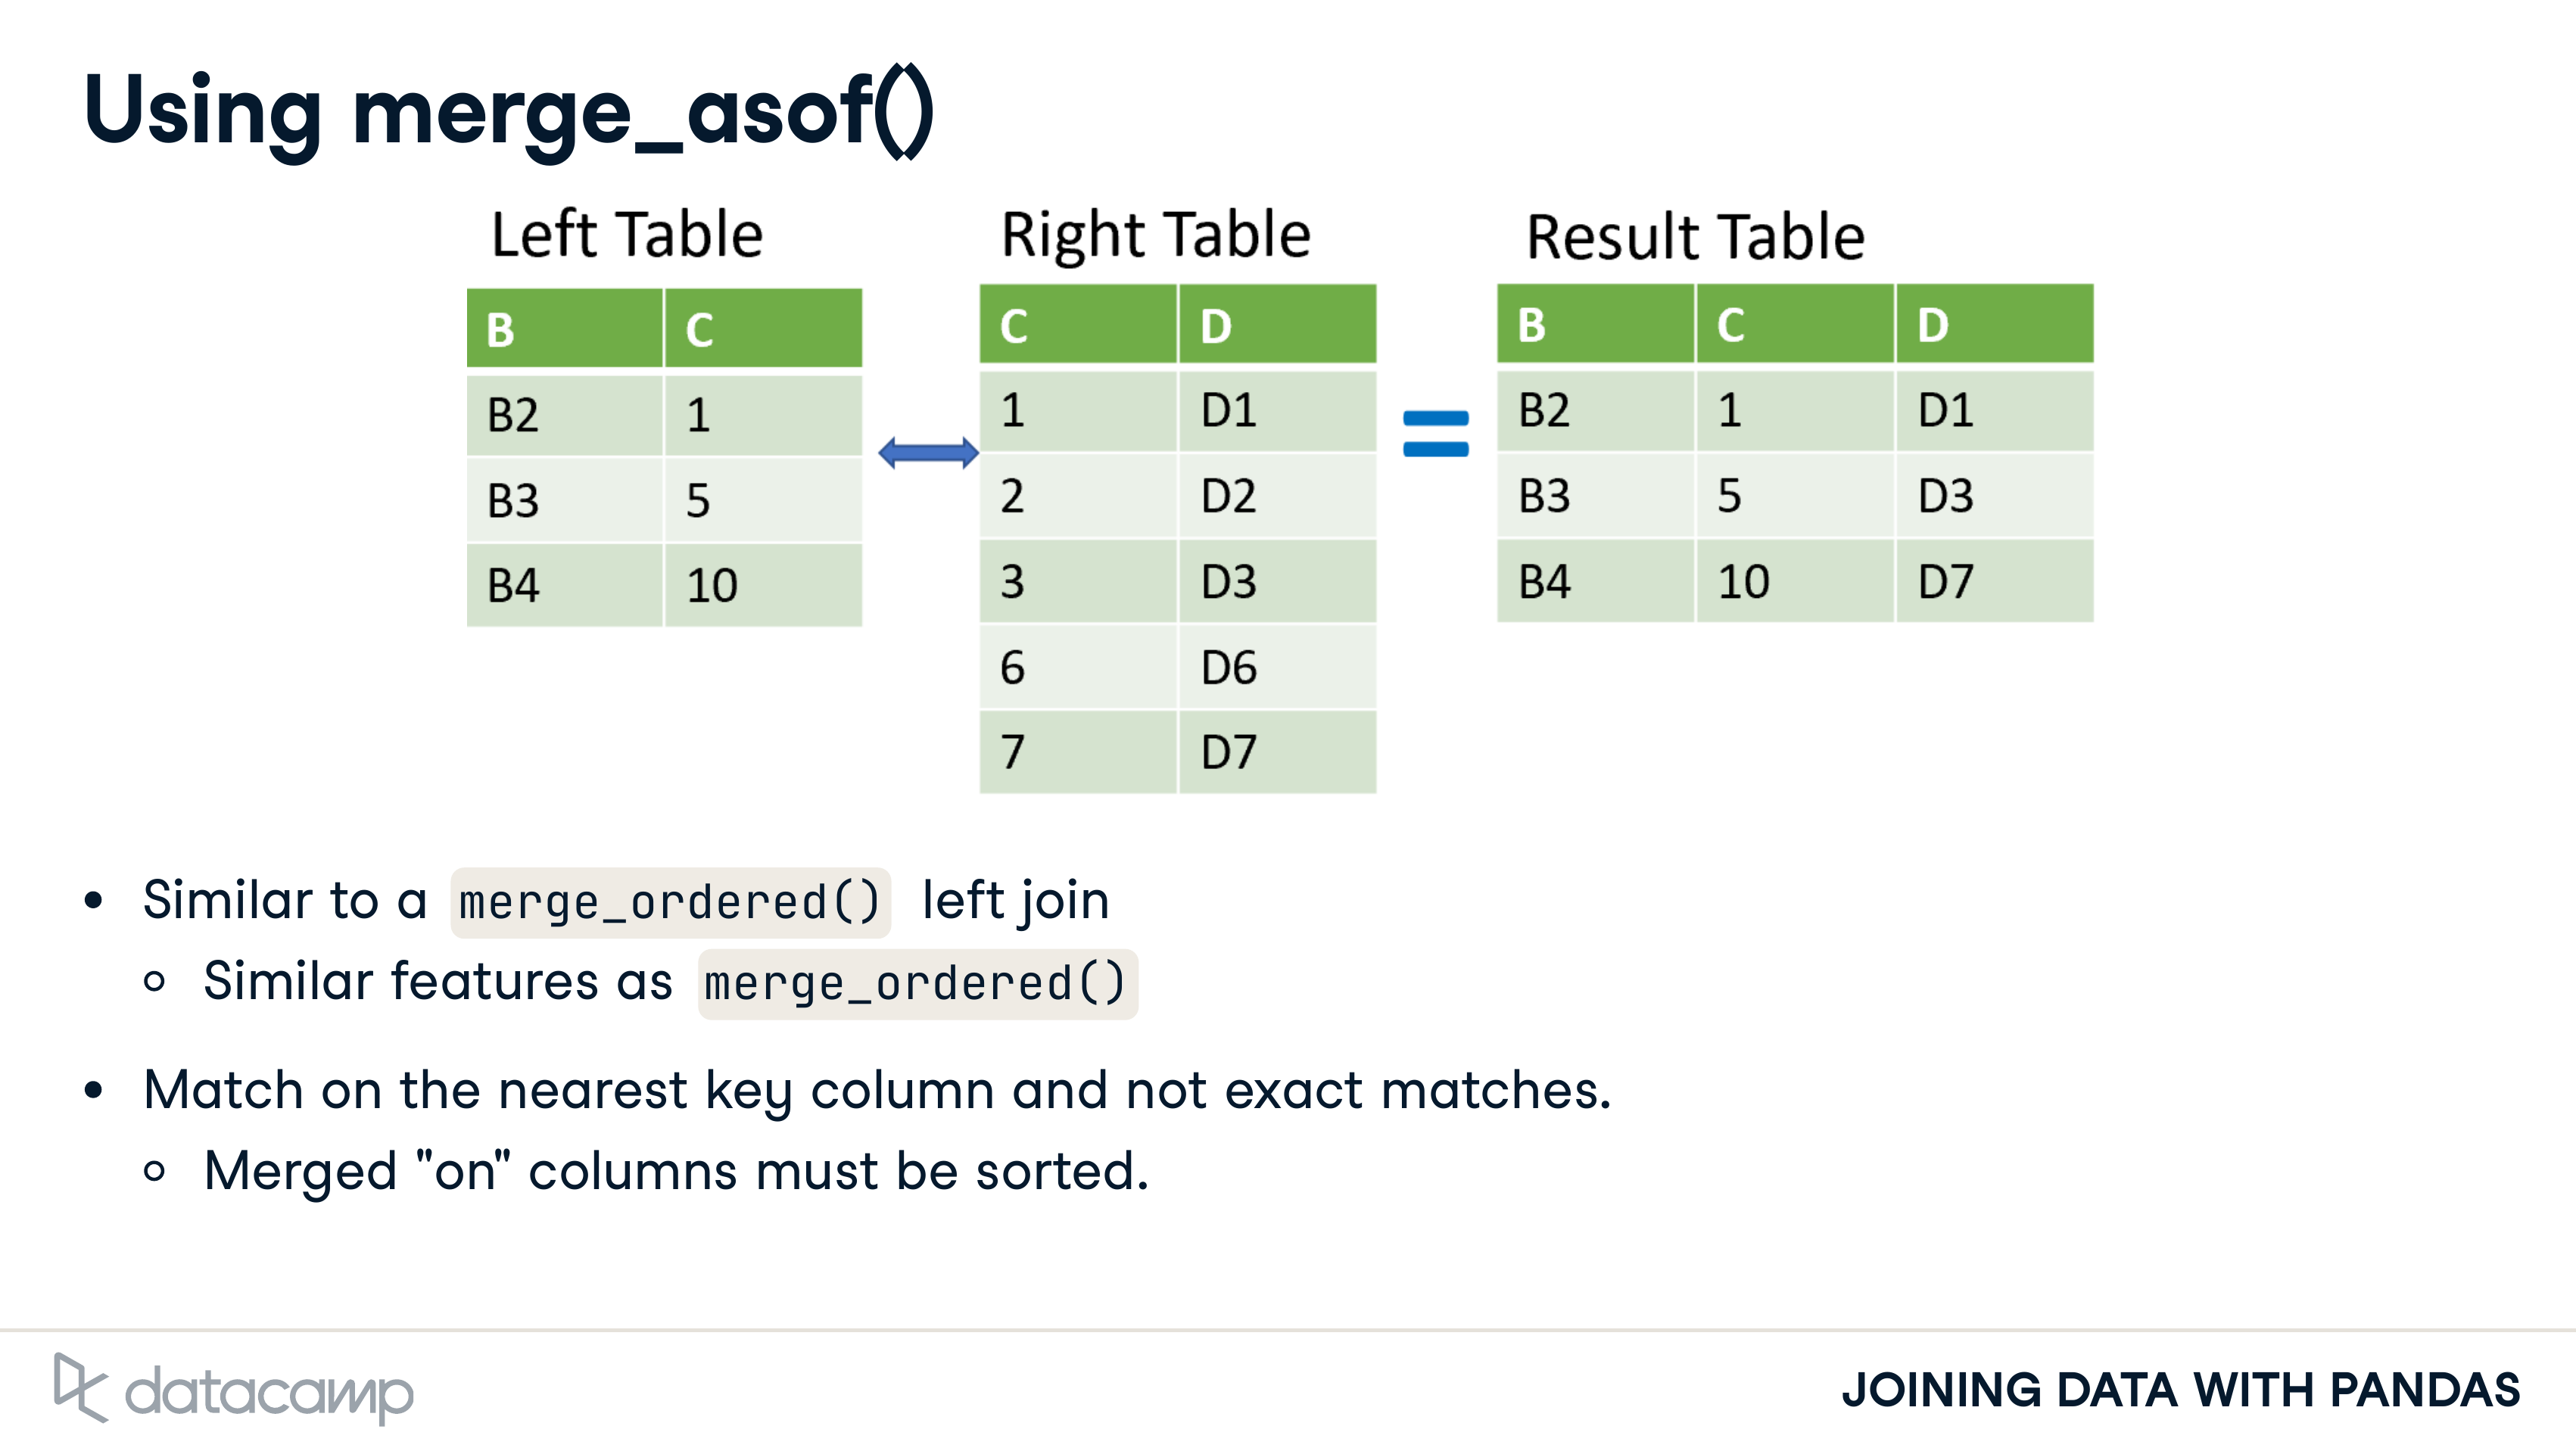 Using merge_asof()
Left Table Right Table Result Table
B C C D B C D
B2 1 1 D1 = B2 1 D1
B3 5 2 D2 B3 5 D3
B4 10 3 D3 B4 10 D7
6 D6
7 D7
• Similar to a merge_ordered() left join
Similar features as merge_ordered()
• Match on the nearest key column and not exact matches.
Merged "on" columns must be sorted.
datacamp JOINING DATA WITH PANDAS